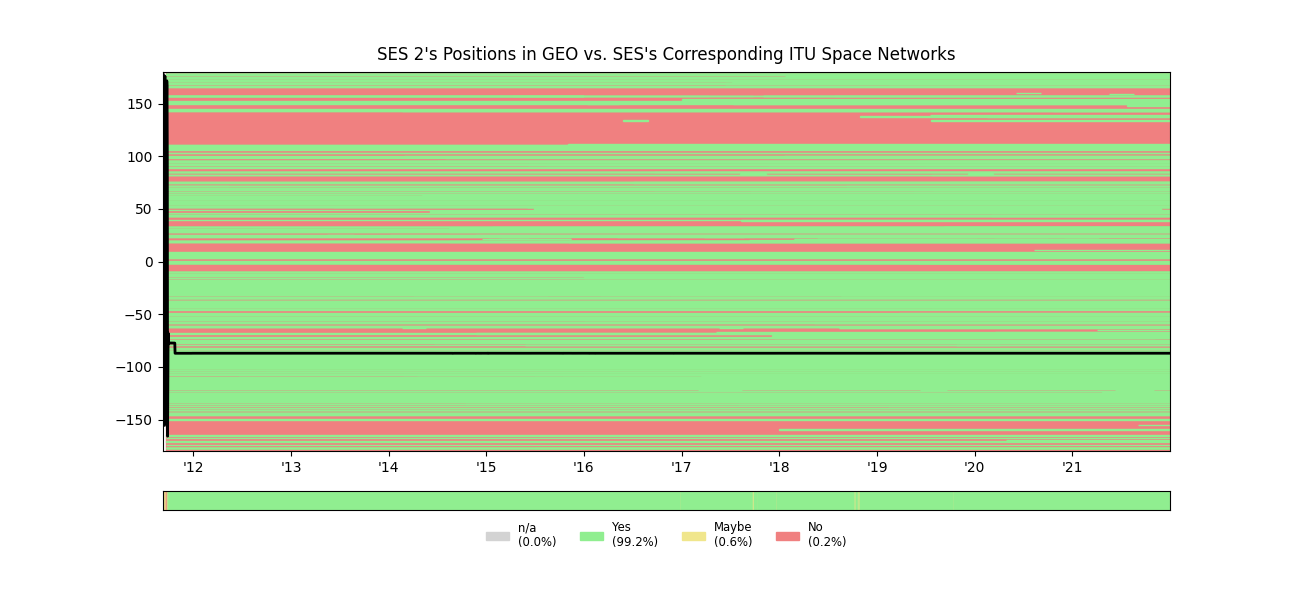 SES 2's Positions in GEO vs. SES's Corresponding ITU Space Networks
150
100
50
0
−50
−100
−150
'12 '13 '14 '15 '16 '17 '18 '19 '20 '21
n/a Yes Maybe No
(0.0%) (99.2%) (0.6%) (0.2%)